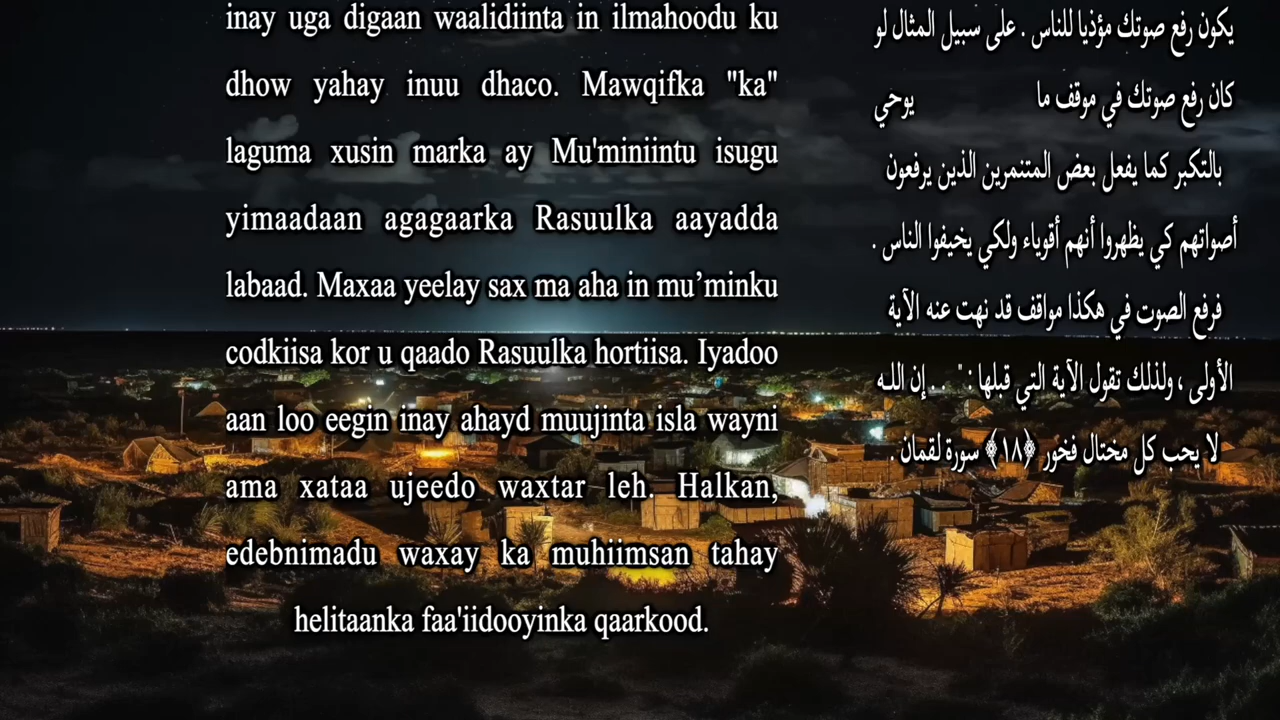 inay uga digaan waalidiinta in ilmahoodu ku
dhow yahay inuu dhaco. Mawqifka "ka"
laguma xusin marka ay Mu'miniintu isugu
yimaadaan agagaarka Rasuulka aayadda
labaad. Maxaa yeelay sax ma aha in mu’minku
codkiisa kor u qaado Rasuulka hortiisa. Iyadoo
aan loo eegin inay ahayd muujinta isla wayni
ama xataa ujeedo waxtar leh. Halkan,
edebnimadu waxay ka muhiimsan tahay
helitaanka faa'iidooyinka qaarkood.
يكون رفع صوتك مؤذيا للناس . على سبيل المثال لو
كان رفع صوتك في موقف ما يوحي
بالتكبر كما يفعل بعض المتنمرين الذين يرفعون
أصواتهم كي يظهروا أنهم أقوياء ولكي يخيفوا الناس .
فرفع الصوت في هكذا مواقف قد نهت عنه الآية
الأولى ، ولذلك تقول الآية التي قبلها : " . . إن الله
لا يحب كل مختال فخور ﴿١٨﴾ سورة لقمان .